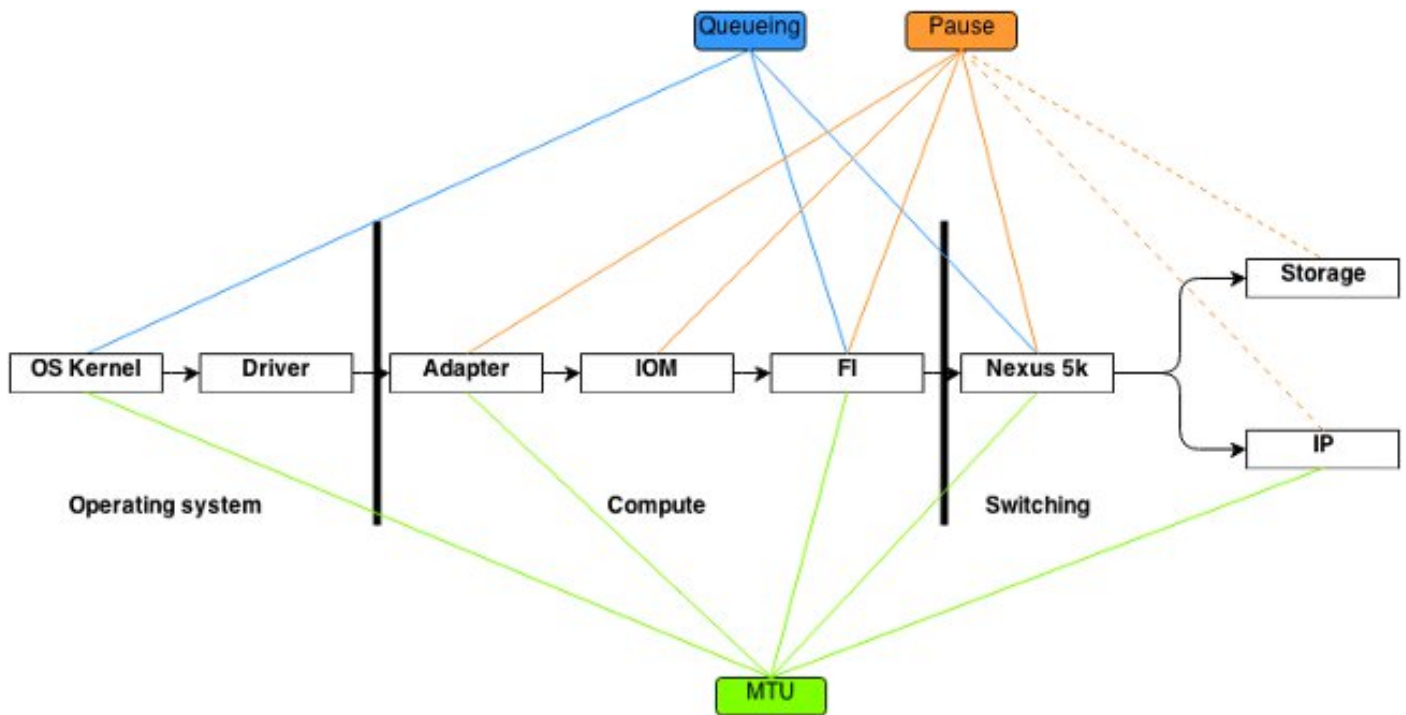 Queueing
Pause
Storage
OS Kernel
Driver
Adapter
IOM
FI
Nexus 5k
IP
Operating system
Compute
Switching
MTU